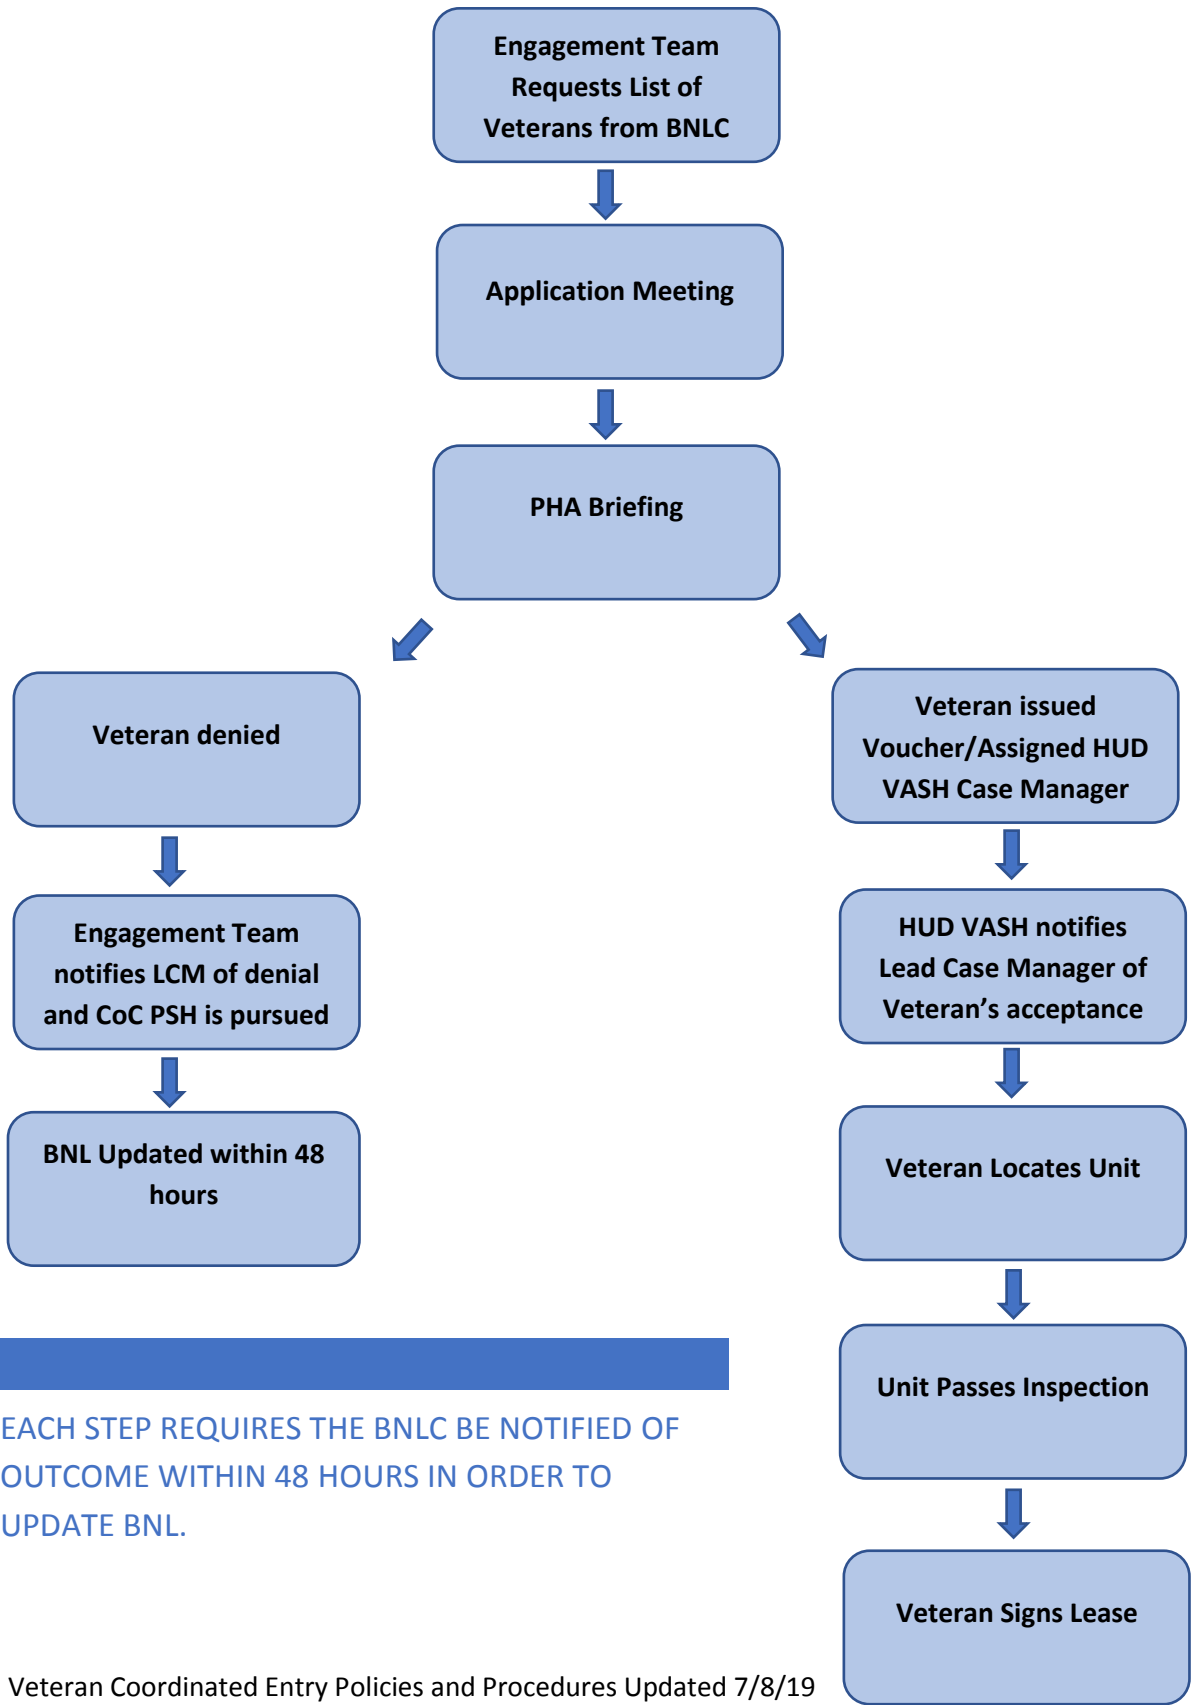 Engagement Team
Requests List of
Veterans from BNLC
Application Meeting
PHA Briefing
Veteran denied
Engagement Team
notifies LCM of denial
and CoC PSH is pursued
BNL Updated within 48
hours
Veteran issued
Voucher/Assigned HUD
VASH Case Manager
HUD VASH notifies
Lead Case Manager of
Veteran’s acceptance
Veteran Locates Unit
Unit Passes Inspection
Veteran Signs Lease
EACH STEP REQUIRES THE BNLC BE NOTIFIED OF
OUTCOME WITHIN 48 HOURS IN ORDER TO
UPDATE BNL.
Veteran Coordinated Entry Policies and Procedures Updated 7/8/19